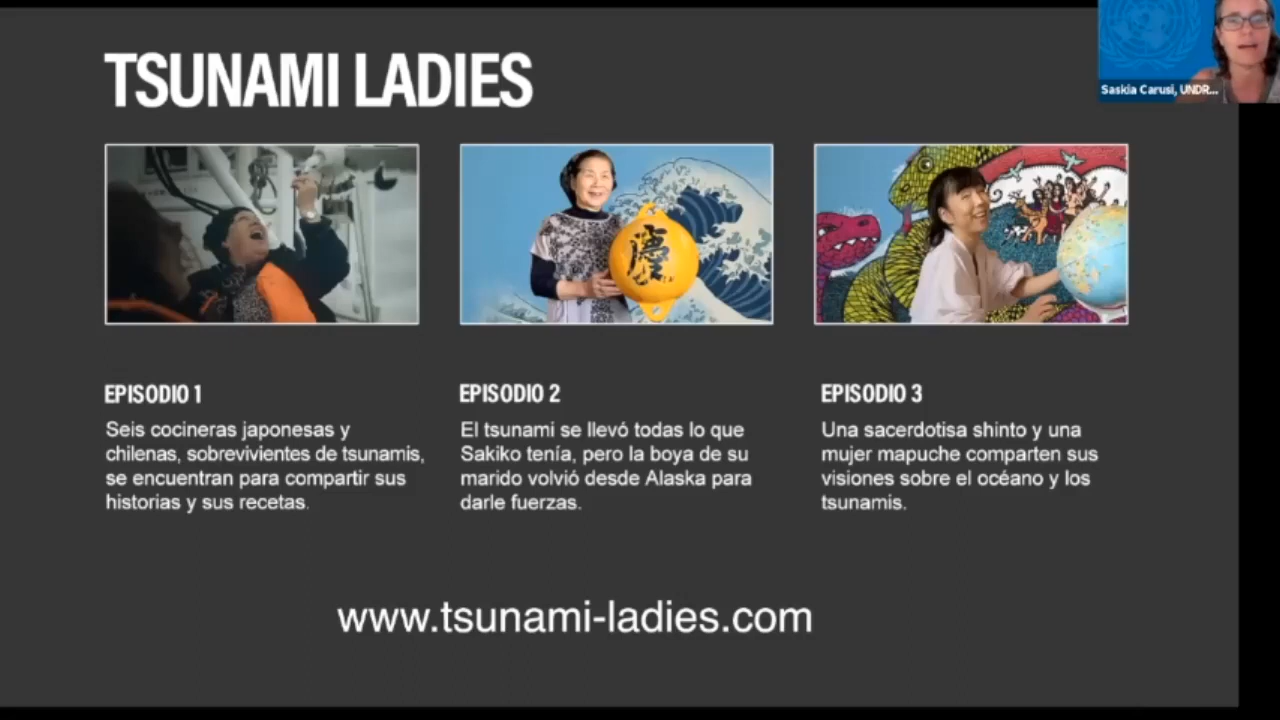 TSUNAMI LADIES
Saskia Carusi, UNDR...
慶
EPISODIO 1
Seis cocineras japonesas y
chilenas, sobrevivientes de tsunamis,
se encuentran para compartir sus
historias y sus recetas.
EPISODIO 2
El tsunami se llevó todas lo que
Sakiko tenía, pero la boya de su
marido volvió desde Alaska para
darle fuerzas.
EPISODIO 3
Una sacerdotisa shinto y una
mujer mapuche comparten sus
visiones sobre el océano y los
tsunamis.
www.tsunami-ladies.com